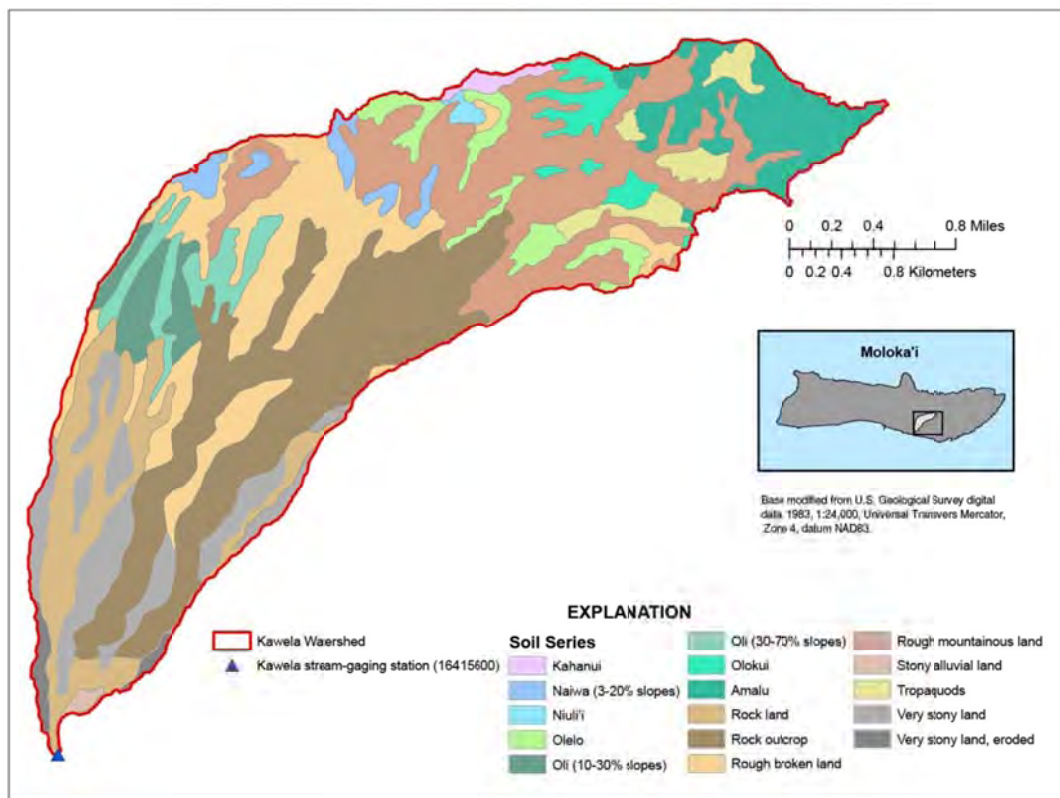 0 0.2 0.4 0.8 Miles
0 0.2 0.4 0.8 Kilometers
Moloka'i
Base modified from U.S. Geological Survey digital
data 1983, 1:24,000, Universal Transvers Mercator,
Zone 4, datum NAD83.
EXPLANATION
Kawela Waershed
Kawela stream-gaging station (16415600)
Soil Series
Kahanui
Naiwa (3-20% slopes)
Niuli'i
Olelo
Oli (10-30% slopes)
Oli (30-70% slopes)
Olokui
Amalu
Rock land
Rock outcrop
Rough broken land
Rough mountainous land
Stony alluvial land
Tropaquods
Very stony land
Very stony land, eroded